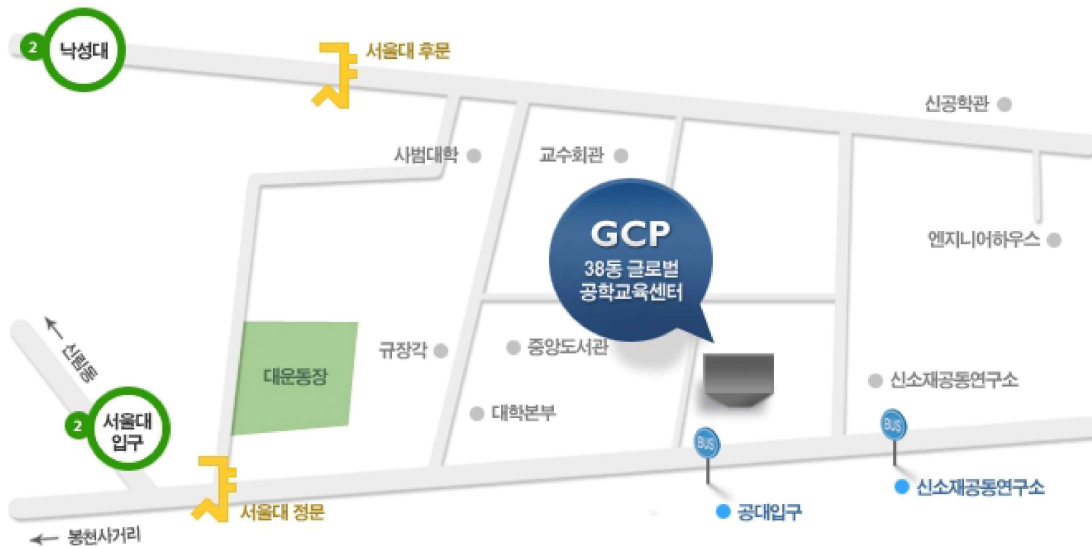 2
낙성대
서울대 후문
신공학관
사범대학
교수회관
GCP
38동 글로벌
공학교육센터
엔지니어하우스
신림동
대운동장
규장각
중앙도서관
신소재공동연구소
대학본부
2
서울대
입구
BUS
BUS
서울대 정문
공대입구
신소재공동연구소
봉천사거리